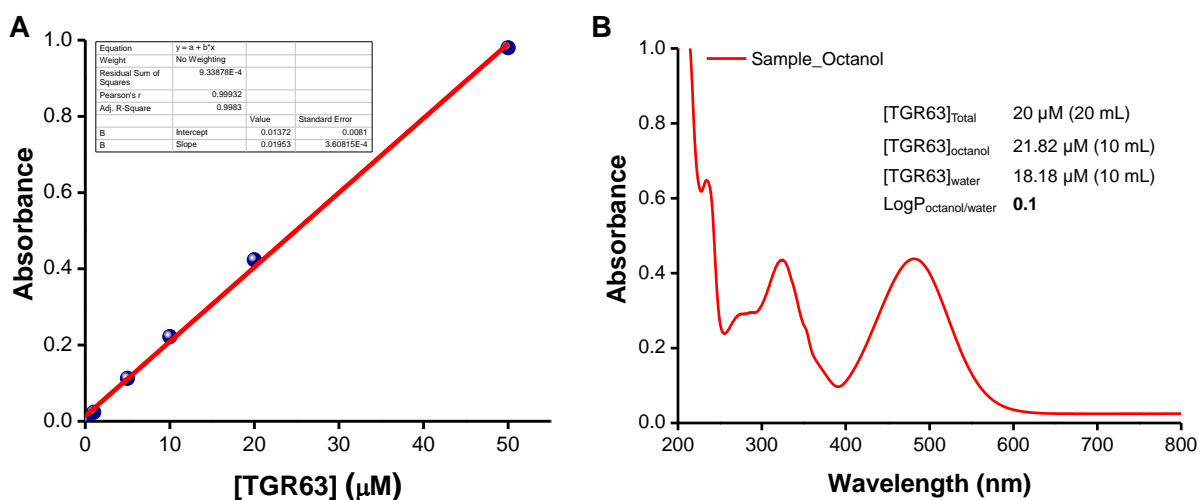 A
Equation y = a + b*x
Weight No Weighting
Residual Sum of Squares 9.33878E-4
Pearson's r 0.99932
Adj. R-Square 0.9983
Value Standard Error
B Intercept 0.01372 0.0081
B Slope 0.01953 3.60815E-4
1.0
0.8
0.6
0.4
0.2
0.0
Absorbance
0 10 20 30 40 50
[TGR63] (μM)
B
Sample_Octanol
[TGR63]Total 20 μM (20 mL)
[TGR63]octanol 21.82 μM (10 mL)
[TGR63]water 18.18 μM (10 mL)
LogPoctanol/water 0.1
1.0
0.8
0.6
0.4
0.2
0.0
Absorbance
200 300 400 500 600 700 800
Wavelength (nm)